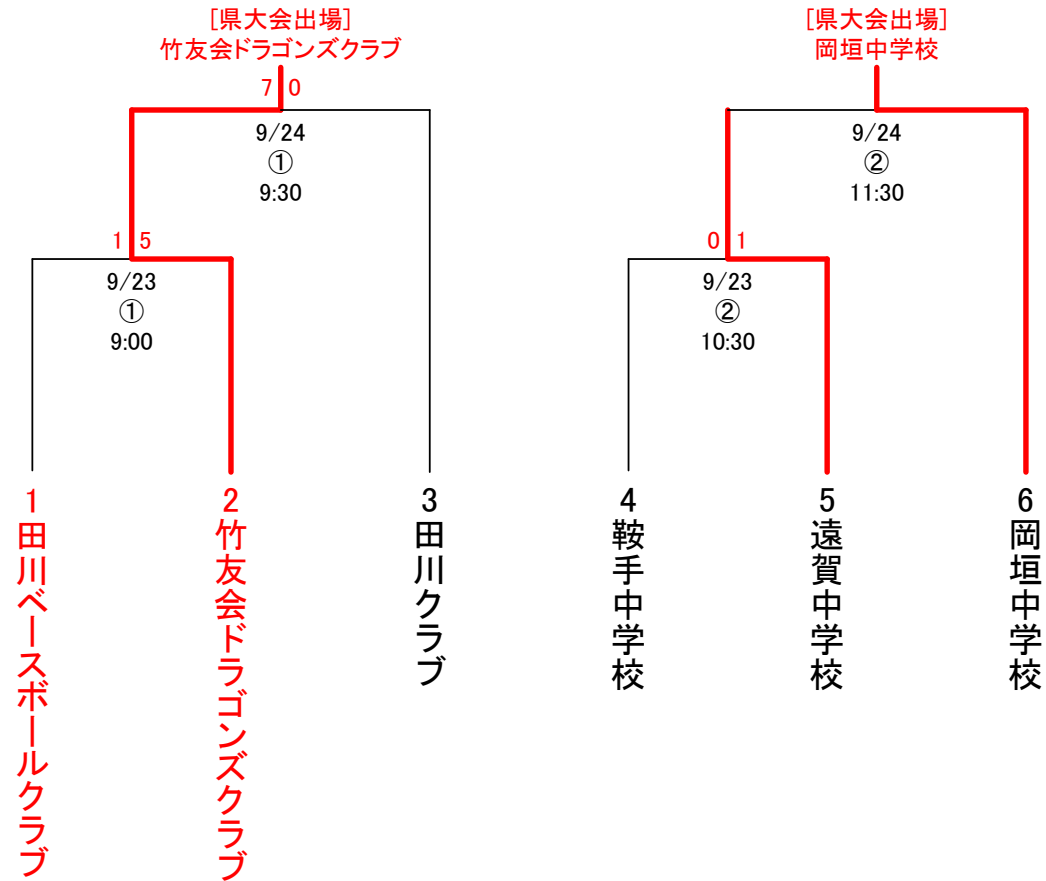 [県大会出場]
竹友会ドラゴンズクラブ
7 0
9/24
①
9:30
1 5
9/23
①
9:00
1 田川ベースボールクラブ
2 竹友会ドラゴンズクラブ
3 田川クラブ
[県大会出場]
岡垣中学校
9/24
②
11:30
0 1
9/23
②
10:30
4 鞍手中学校
5 遠賀中学校
6 岡垣中学校